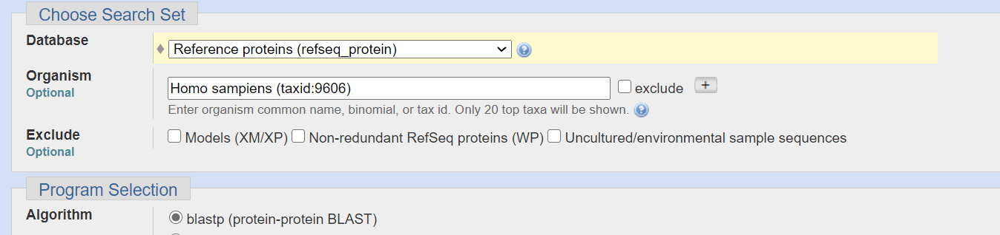 Choose Search Set
Database
Reference proteins (refseq_protein)
Organism
Optional
Homo sampiens (taxid:9606)
exclude
+
Enter organism common name, binomial, or tax id. Only 20 top taxa will be shown.
Exclude
Optional
Models (XM/XP) Non-redundant RefSeq proteins (WP) Uncultured/environmental sample sequences
Program Selection
Algorithm
blastp (protein-protein BLAST)